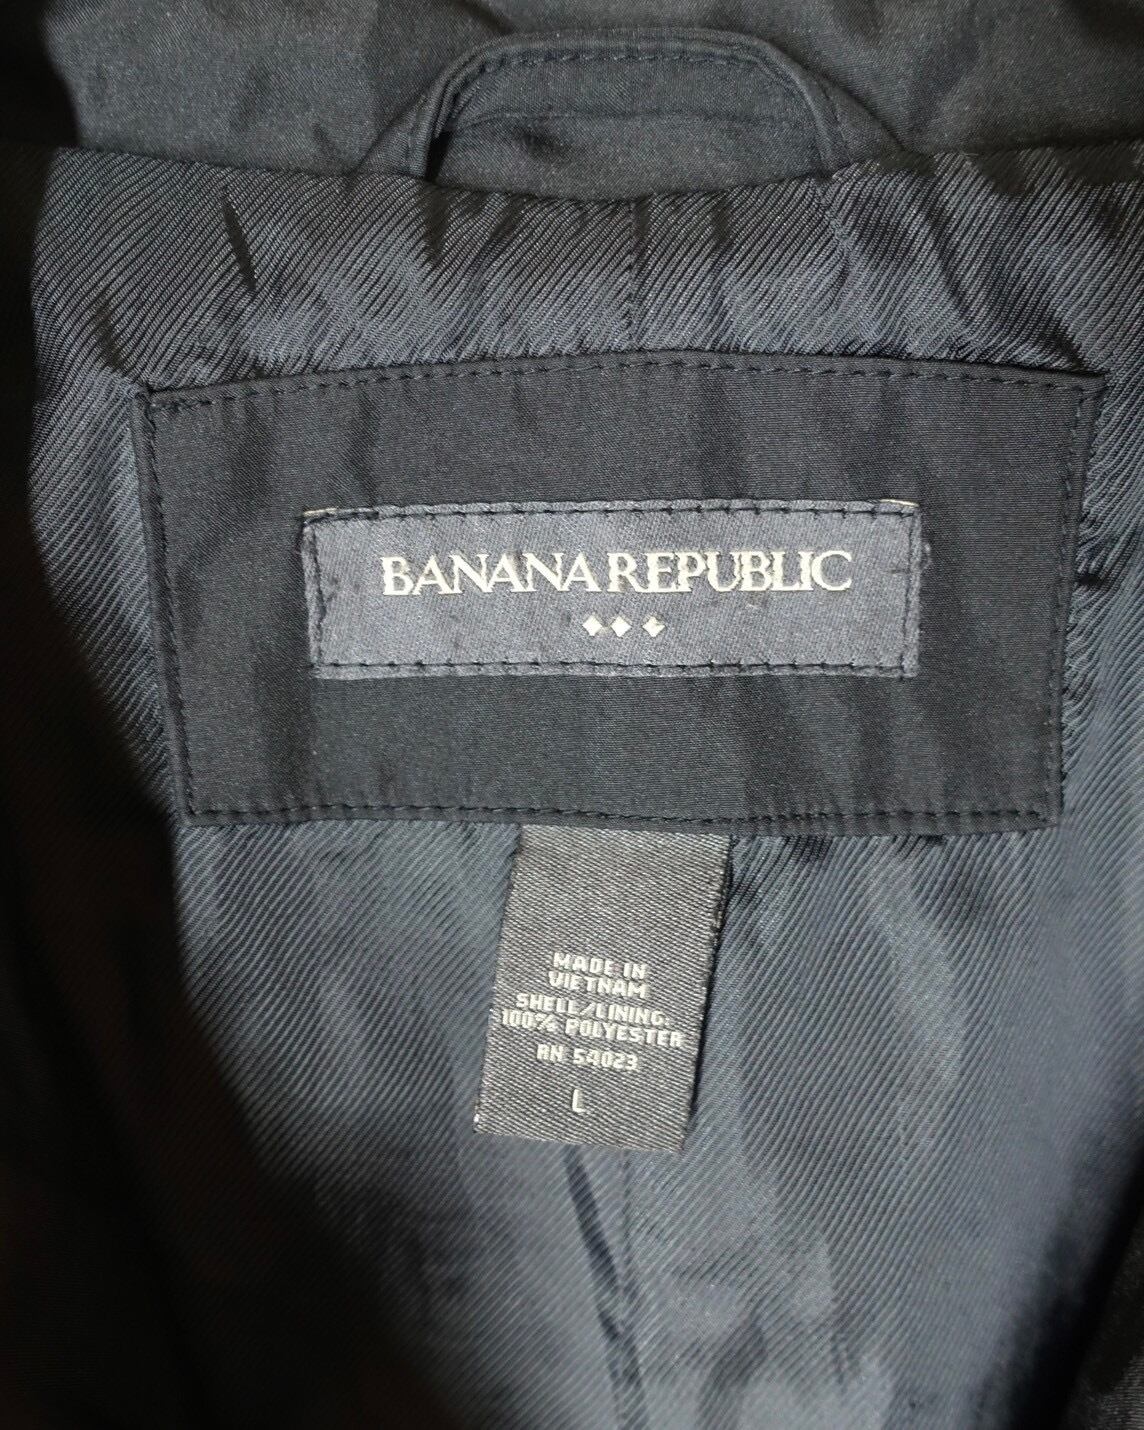 BANANA REPUBLIC
MADE IN
VIETNAM
SHELL/LINING:
100% POLYESTER
RN 54023
L